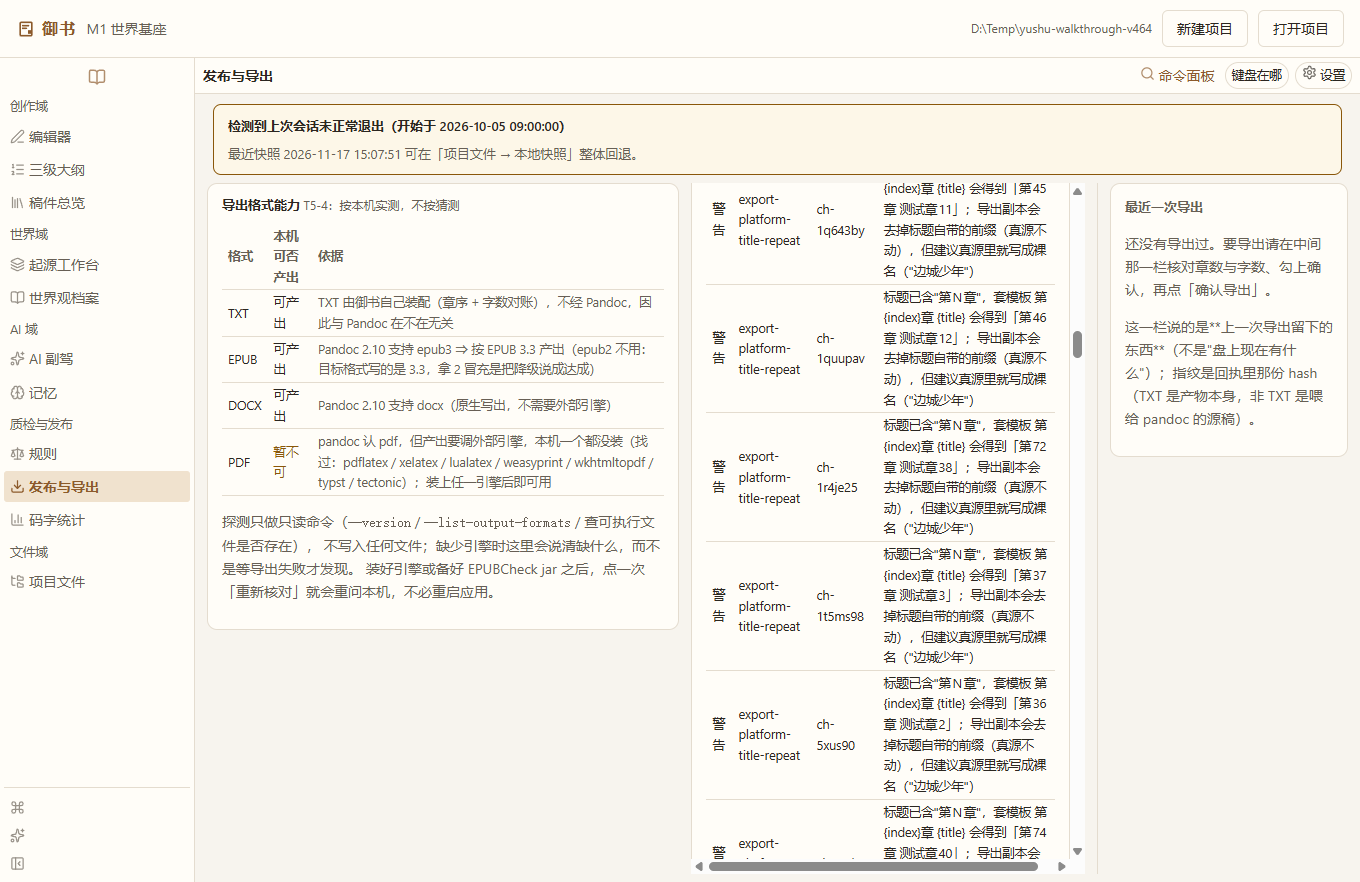 御书 M1 世界基座
D:\Temp\yushu-walkthrough-v464 新建项目 打开项目
创作域
编辑器
三级大纲
稿件总览
世界域
起源工作台
世界观档案
AI 域
AI 副驾
记忆
质检与发布
规则
发布与导出
码字统计
文件域
项目文件
发布与导出
命令面板 键盘在哪 设置
检测到上次会话未正常退出（开始于 2026-10-05 09:00:00）
最近快照 2026-11-17 15:07:51 可在「项目文件 → 本地快照」整体回退。
导出格式能力 T5-4：按本机实测，不按猜测
格式 本机可否产出 依据
TXT 可产出 TXT 由御书自己装配（章序 + 字数对账），不经 Pandoc，因
此与 Pandoc 在不在无关
EPUB 可产出 Pandoc 2.10 支持 epub3 ⇒ 按 EPUB 3.3 产出（epub2 不用：
目标格式写的是 3.3，拿 2 冒充是把降级说成达成）
DOCX 可产出 Pandoc 2.10 支持 docx（原生写出，不需要外部引擎）
PDF 暂不可 pandoc 认 pdf，但产出要调外部引擎，本机一个都没装（找
过：pdflatex / xelatex / lualatex / weasyprint / wkhtmltopdf /
typst / tectonic）；装上任一引擎后即可用
探测只做只读命令（—version / —list-output-formats / 查可执行文
件是否存在），不写入任何文件；缺少引擎时这里会说清缺什么，而不
是等导出失败才发现。 装好引擎或备好 EPUBCheck jar 之后，点一次
「重新核对」就会重问本机，不必重启应用。
警告 export-platform-title-repeat ch-1q643by
{index}章 {title} 会得到「第45
章 测试章11」；导出副本会
去掉标题自带的前缀（真源不
动），但建议真源里就写成裸
名（"边城少年"）
警告 export-platform-title-repeat ch-1quupav
标题已含"第N章"，套模板 第
{index}章 {title} 会得到「第46
章 测试章12」；导出副本会
去掉标题自带的前缀（真源不
动），但建议真源里就写成裸
名（"边城少年"）
警告 export-platform-title-repeat ch-1r4je25
标题已含"第N章"，套模板 第
{index}章 {title} 会得到「第72
章 测试章38」；导出副本会
去掉标题自带的前缀（真源不
动），但建议真源里就写成裸
名（"边城少年"）
警告 export-platform-title-repeat ch-1t5ms98
标题已含"第N章"，套模板 第
{index}章 {title} 会得到「第37
章 测试章3」；导出副本会去
掉标题自带的前缀（真源不
动），但建议真源里就写成裸
名（"边城少年"）
警告 export-platform-title-repeat ch-5xus90
标题已含"第N章"，套模板 第
{index}章 {title} 会得到「第36
章 测试章2」；导出副本会去
掉标题自带的前缀（真源不
动），但建议真源里就写成裸
名（"边城少年"）
警 export-
标题已含"第N章"，套模板 第
{index}章 {title} 会得到「第74
章 测试章40」；导出副本会
最近一次导出
还没有导出过。要导出请在中间
那一栏核对章数与字数、勾上确
认，再点「确认导出」。
这一栏说的是**上一次导出留下的
东西**（不是"盘上现在有什
么"）；指纹是回执里那份 hash
（TXT 是产物本身，非 TXT 是喂
给 pandoc 的源稿）。